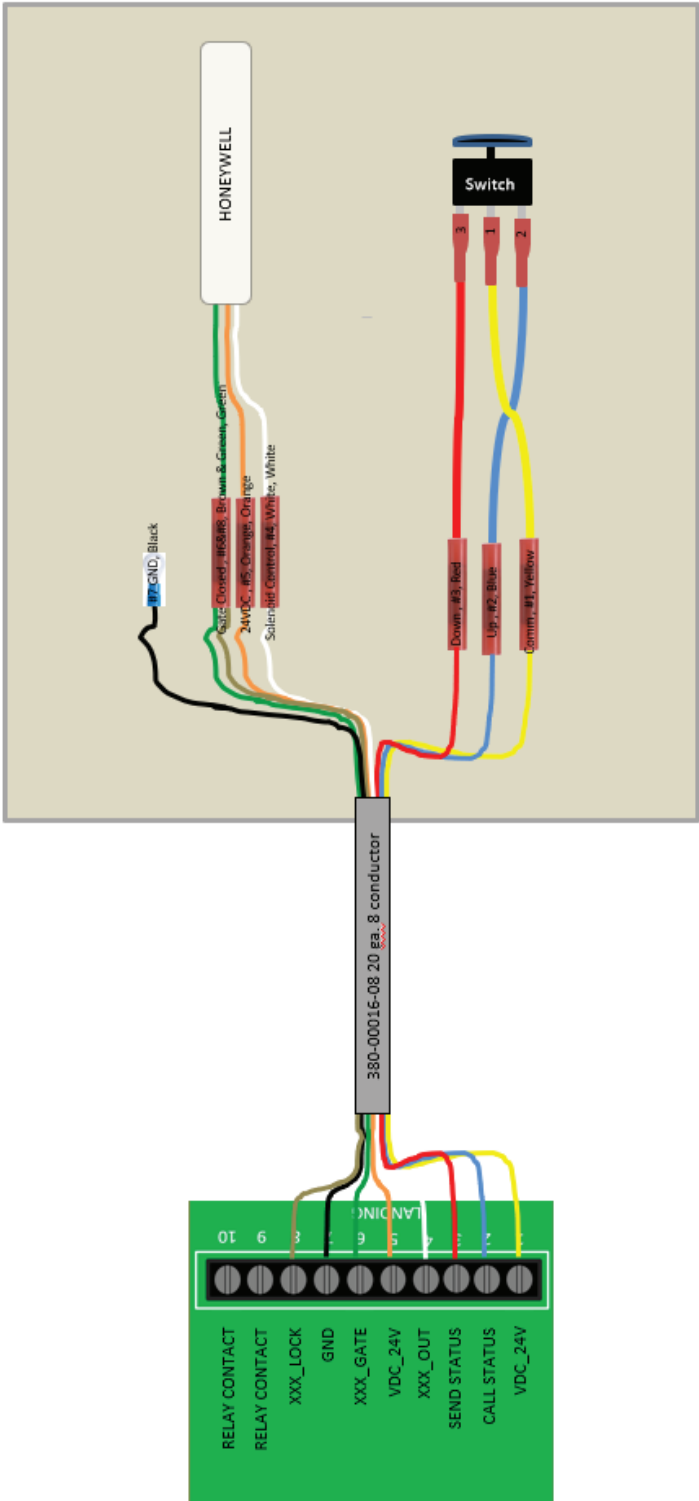 HONEYWELL
Switch
3
1
2
#7 GND, Black
Gate Closed , #6&#8, Brown & Green, Green
24VDC , #5, Orange, Orange
Solenoid Control, #4, White, White
Down , #3, Red
Up , #2, Blue
Comm , #1, Yellow
380-00016-08 20 ga. 8 conductor
LANDING
10
9
8
7
6
5
4
3
2
1
RELAY CONTACT
RELAY CONTACT
XXX_LOCK
GND
XXX_GATE
VDC_24V
XXX_OUT
SEND STATUS
CALL STATUS
VDC_24V